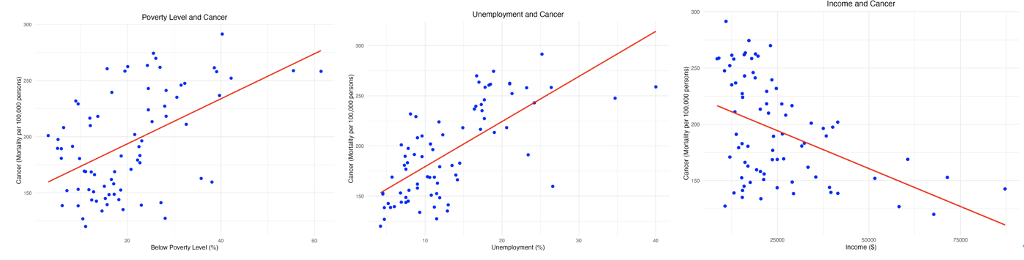 Poverty Level and Cancer
Cancer (Mortality per 100,000 persons)
300
250
200
150
20
40
60
Below Poverty Level (%)
Unemployment and Cancer
Cancer (Mortality per 100,000 persons)
300
250
200
150
10
20
30
40
Unemployment (%)
Income and Cancer
Cancer (Mortality per 100,000 persons)
300
250
200
150
25000
50000
75000
Income ($)